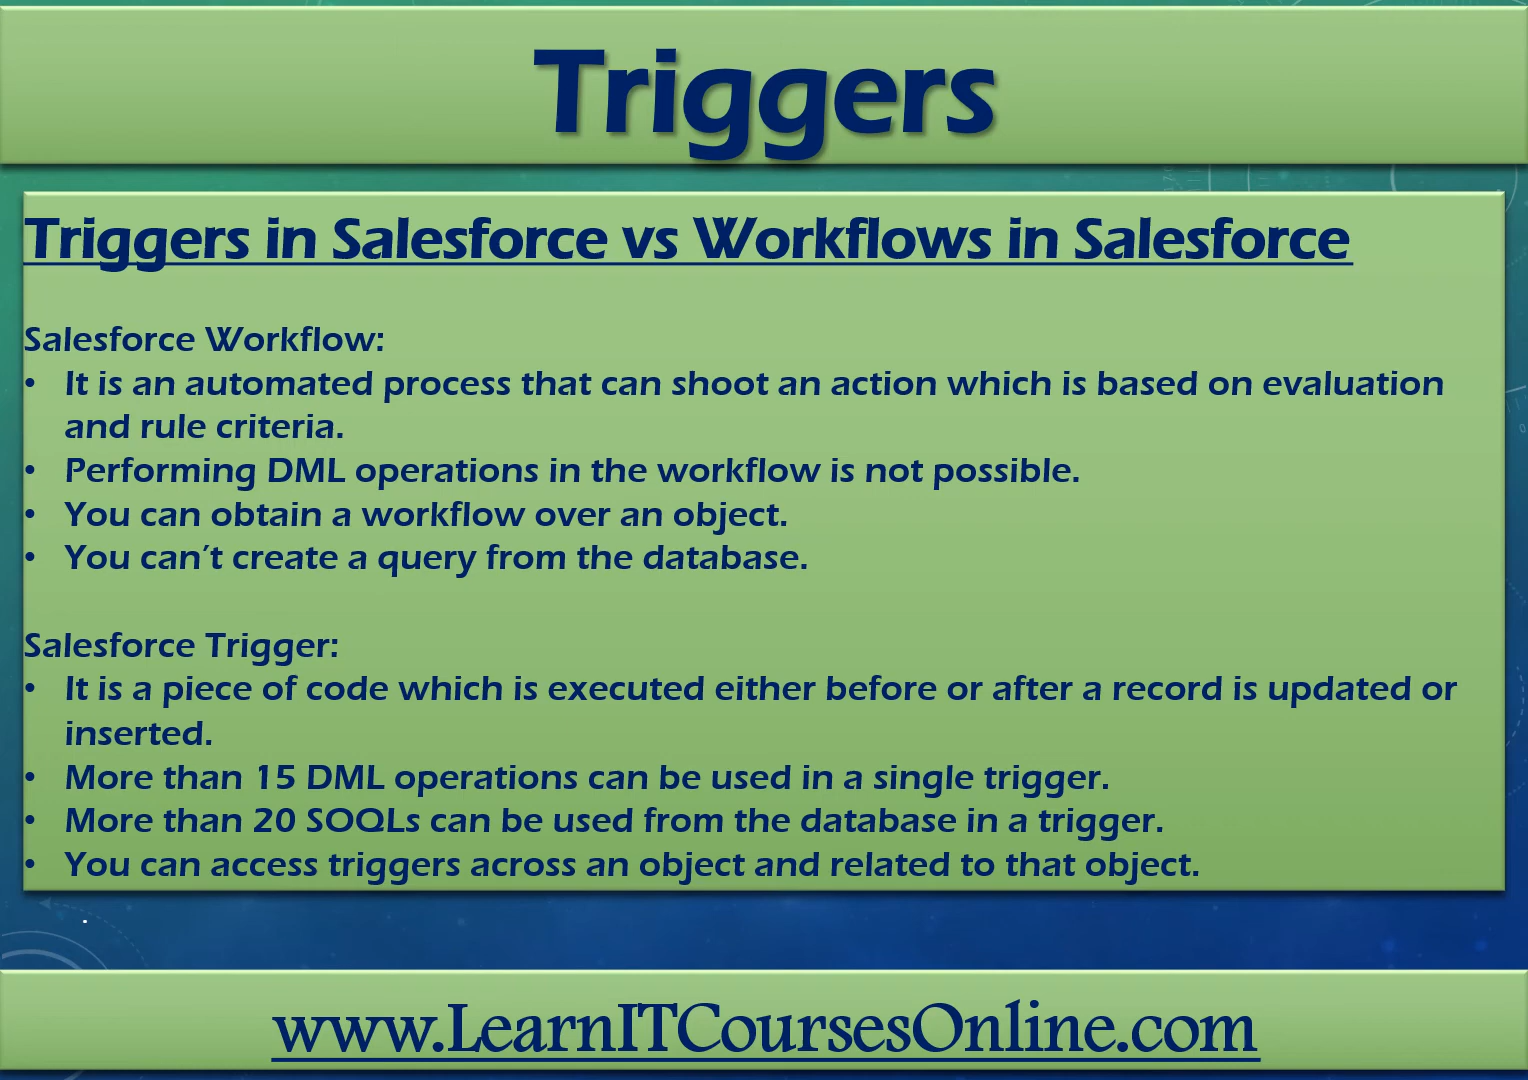 Triggers
Triggers in Salesforce vs Workflows in Salesforce
Salesforce Workflow:
• It is an automated process that can shoot an action which is based on evaluation
and rule criteria.
• Performing DML operations in the workflow is not possible.
• You can obtain a workflow over an object.
• You can’t create a query from the database.
Salesforce Trigger:
• It is a piece of code which is executed either before or after a record is updated or
inserted.
• More than 15 DML operations can be used in a single trigger.
• More than 20 SOQLs can be used from the database in a trigger.
• You can access triggers across an object and related to that object.
.
www.LearnITCoursesOnline.com